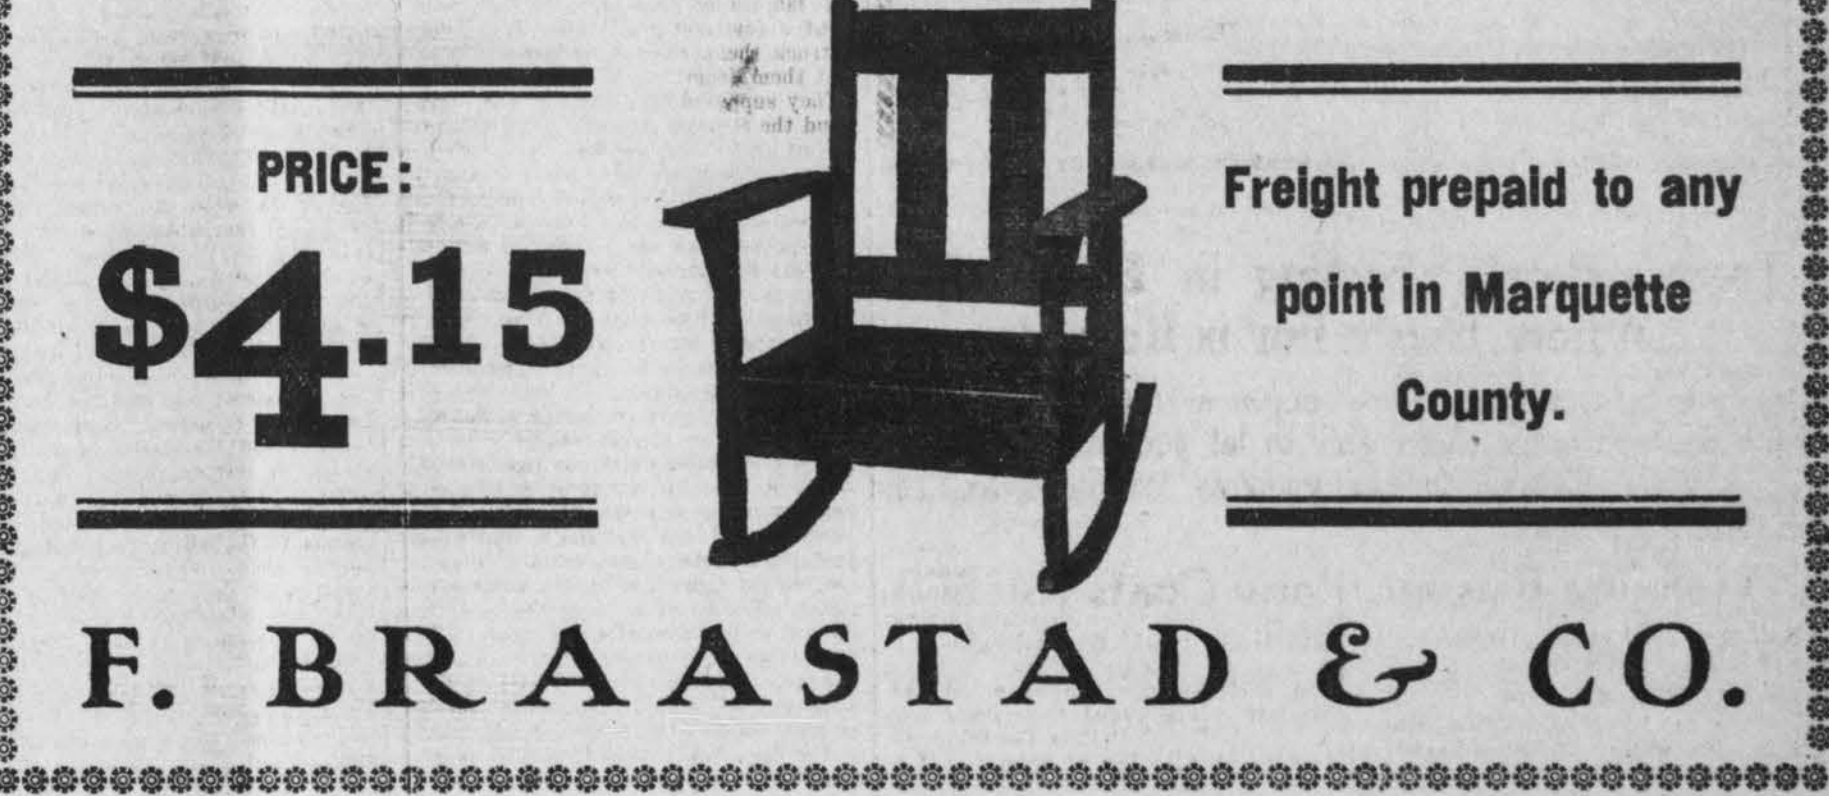 PRICE:
$4.15
Freight prepaid to any
point in Marquette
County.
F. BRAASTAD & CO.